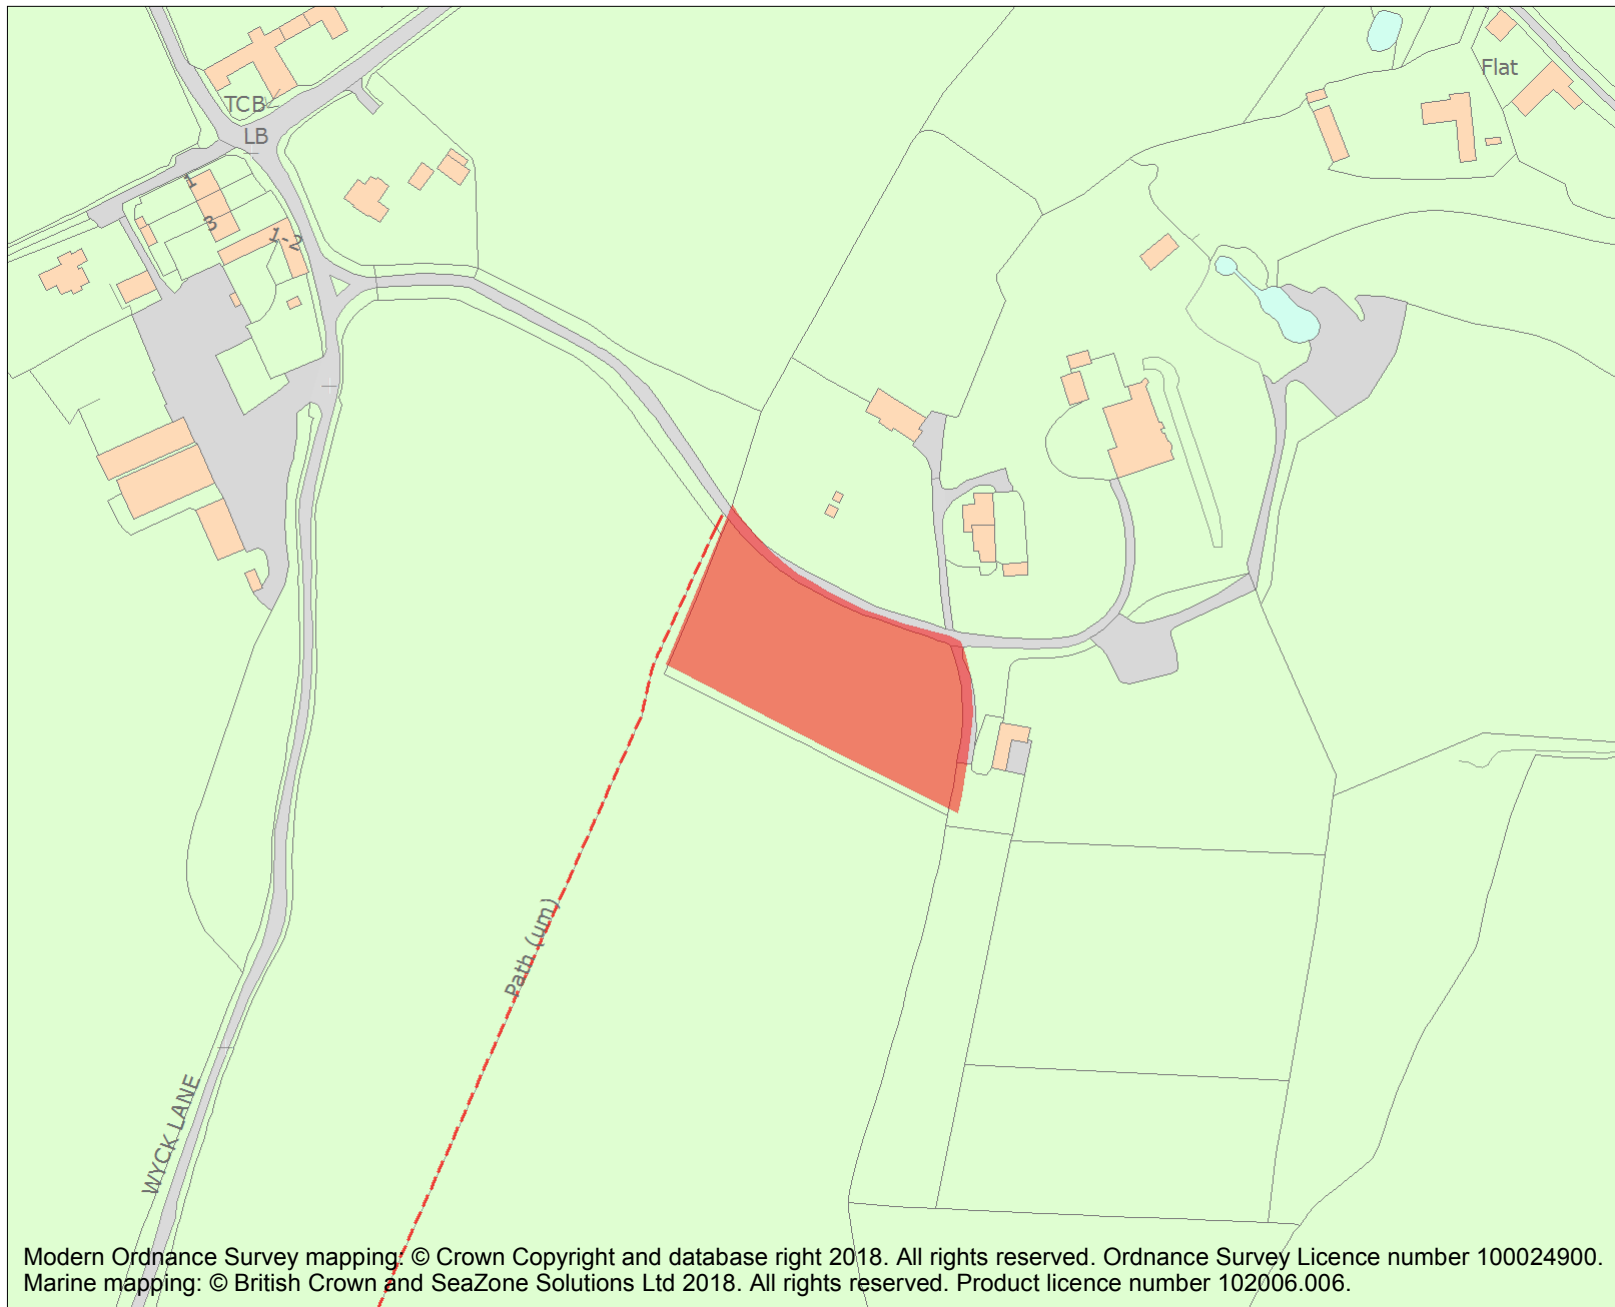 Flat
TCB
LB
1
3
1-2
Path (um)
WYCK LANE
Modern Ordnance Survey mapping: © Crown Copyright and database right 2018. All rights reserved. Ordnance Survey Licence number 100024900.
Marine mapping: © British Crown and SeaZone Solutions Ltd 2018. All rights reserved. Product licence number 102006.006.